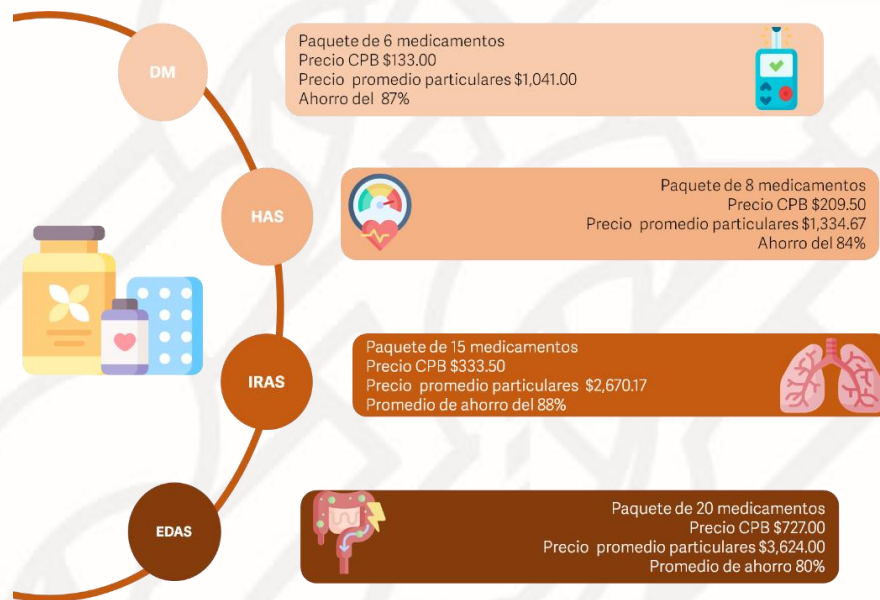 DM
Paquete de 6 medicamentos
Precio CPB $133.00
Precio promedio particulares $1,041.00
Ahorro del 87%
HAS
Paquete de 8 medicamentos
Precio CPB $209.50
Precio promedio particulares $1,334.67
Ahorro del 84%
IRAS
Paquete de 15 medicamentos
Precio CPB $333.50
Precio promedio particulares $2,670.17
Promedio de ahorro del 88%
EDAS
Paquete de 20 medicamentos
Precio CPB $727.00
Precio promedio particulares $3,624.00
Promedio de ahorro 80%